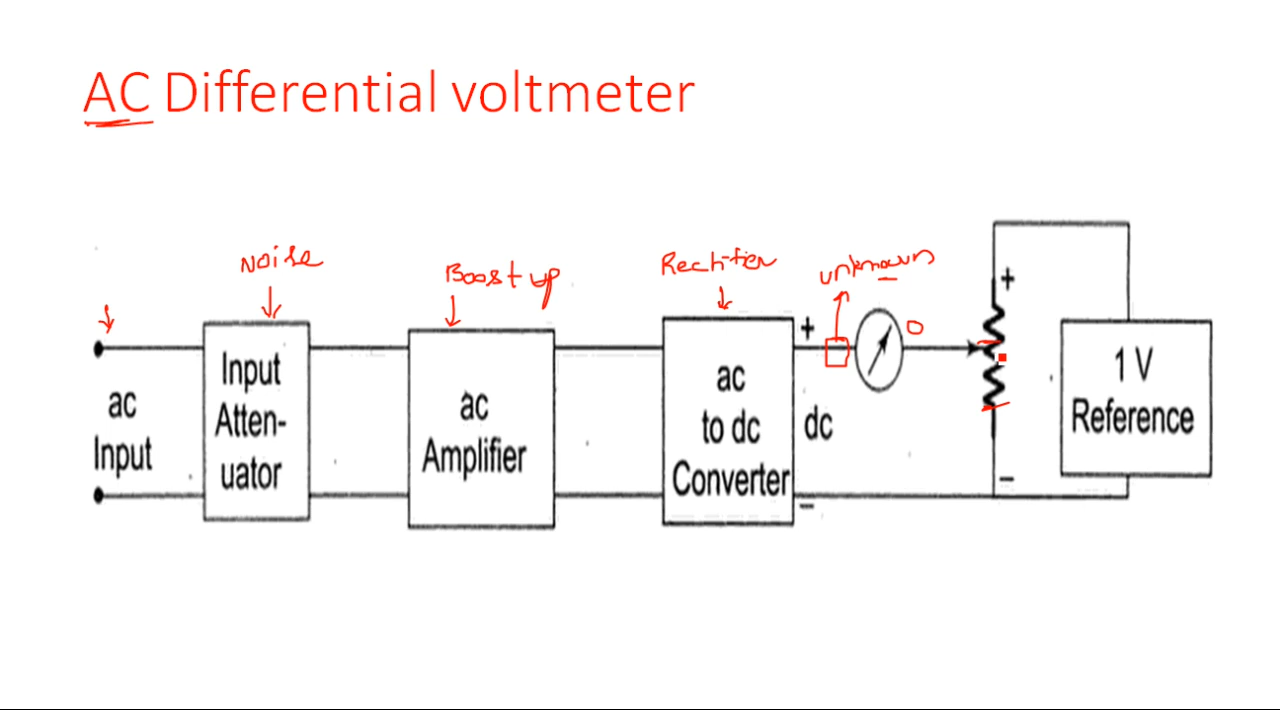 AC Differential voltmeter
Noise
Boost up
Rectifier
unknown
0
ac
Input
Input
Atten-
uator
ac
Amplifier
ac
to dc
Converter
+
dc
-
+
-
1 V
Reference